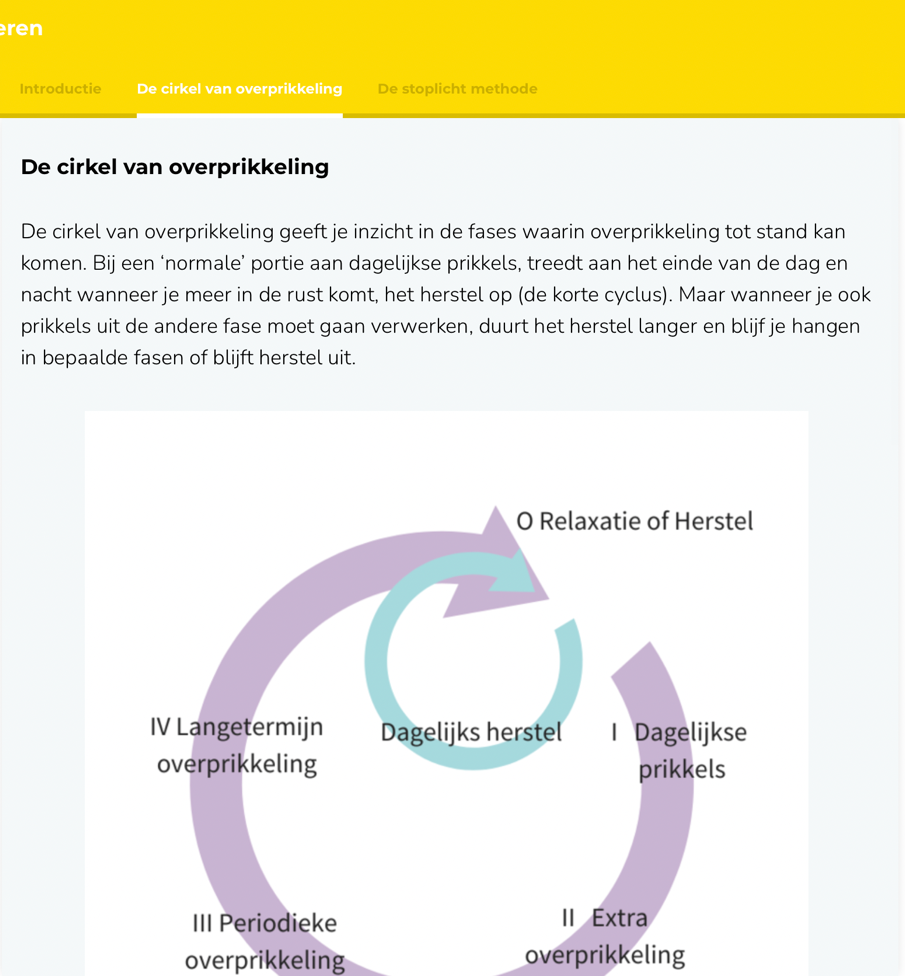 eren
Introductie De cirkel van overprikkeling De stoplicht methode
De cirkel van overprikkeling
De cirkel van overprikkeling geeft je inzicht in de fases waarin overprikkeling tot stand kan
komen. Bij een ‘normale’ portie aan dagelijkse prikkels, treedt aan het einde van de dag en
nacht wanneer je meer in de rust komt, het herstel op (de korte cyclus). Maar wanneer je ook
prikkels uit de andere fase moet gaan verwerken, duurt het herstel langer en blijf je hangen
in bepaalde fasen of blijft herstel uit.
O Relaxatie of Herstel
IV Langetermijn
overprikkeling
Dagelijks herstel
I Dagelijkse
prikkels
III Periodieke
overprikkeling
II Extra
overprikkeling